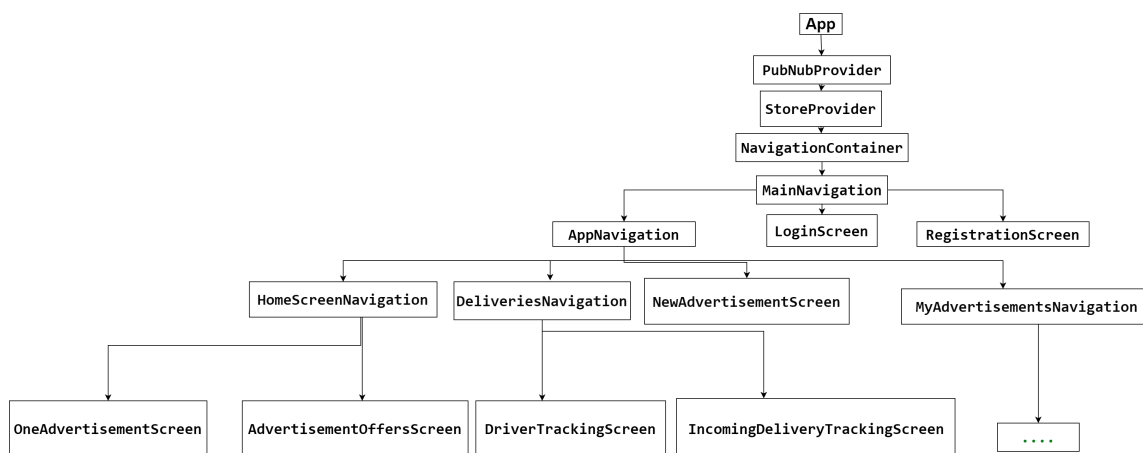 App
PubNubProvider
StoreProvider
NavigationContainer
MainNavigation
AppNavigation
LoginScreen
RegistrationScreen
HomeScreenNavigation
DeliveriesNavigation
NewAdvertisementScreen
MyAdvertisementsNavigation
OneAdvertisementScreen
AdvertisementOffersScreen
DriverTrackingScreen
IncomingDeliveryTrackingScreen
....